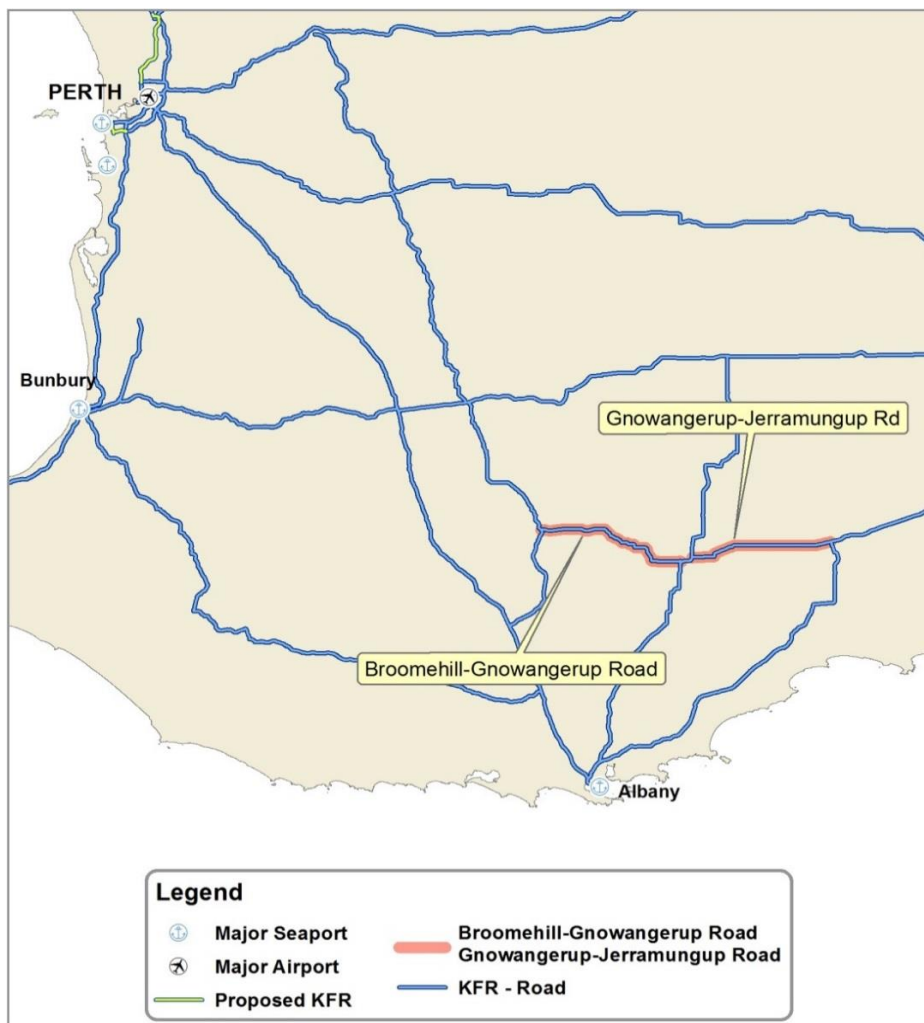 PERTH
Bunbury
Gnowangerup-Jerramungup Rd
Broomehill-Gnowangerup Road
Albany
Legend
Major Seaport
Major Airport
Proposed KFR
Broomehill-Gnowangerup Road
Gnowangerup-Jerramungup Road
KFR - Road